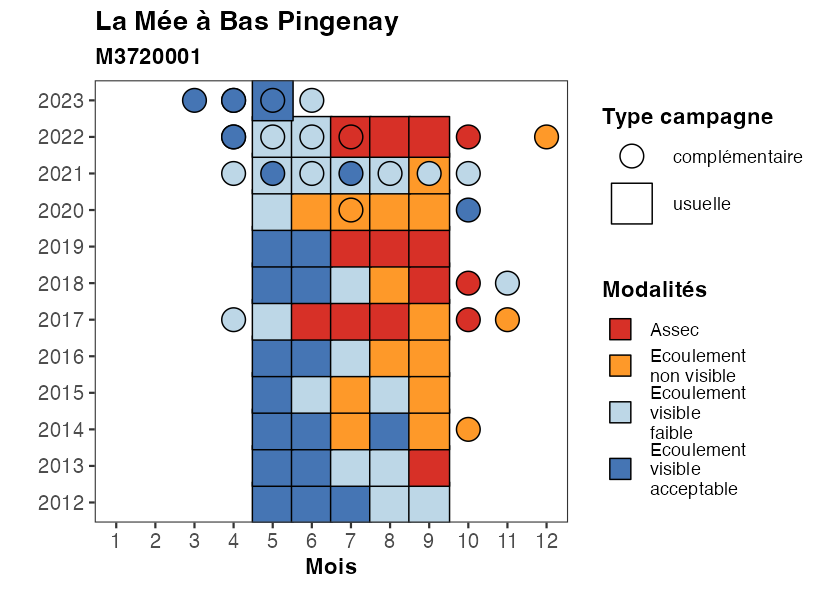 La Mée à Bas Pingenay
M3720001
2023
2022
2021
2020
2019
2018
2017
2016
2015
2014
2013
2012
1 2 3 4 5 6 7 8 9 10 11 12
Mois
Type campagne
complémentaire
usuelle
Modalités
Assec
Ecoulement
non visible
Ecoulement
visible
faible
Ecoulement
visible
acceptable